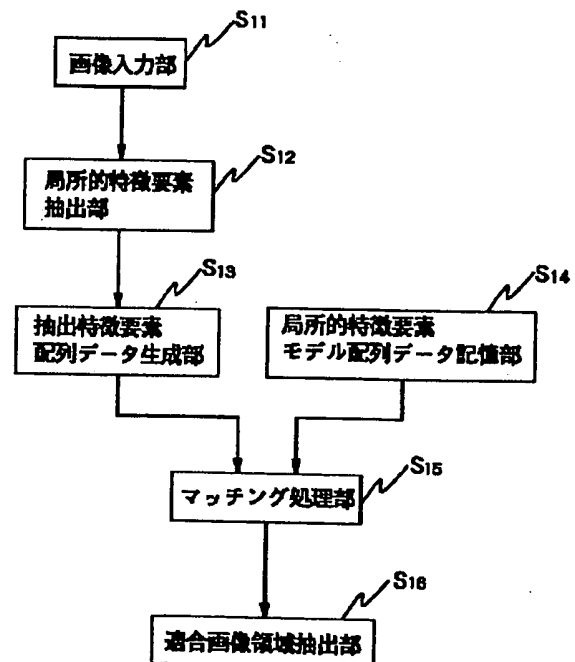 S11
画像入力部
S12
局所的特徴要素
抽出部
S13
抽出特徴要素
配列データ生成部
S14
局所的特徴要素
モデル配列データ記憶部
S15
マッチング処理部
S16
適合画像領域抽出部